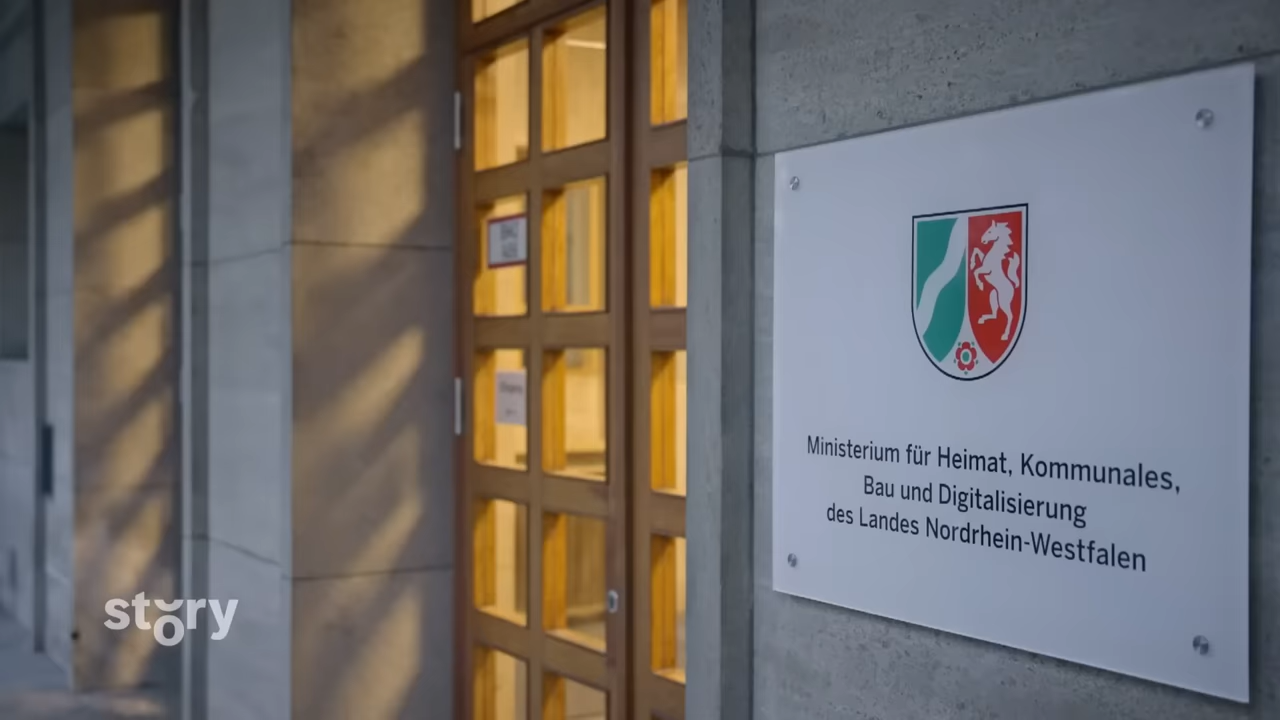 Ministerium für Heimat, Kommunales,
Bau und Digitalisierung
des Landes Nordrhein-Westfalen
story